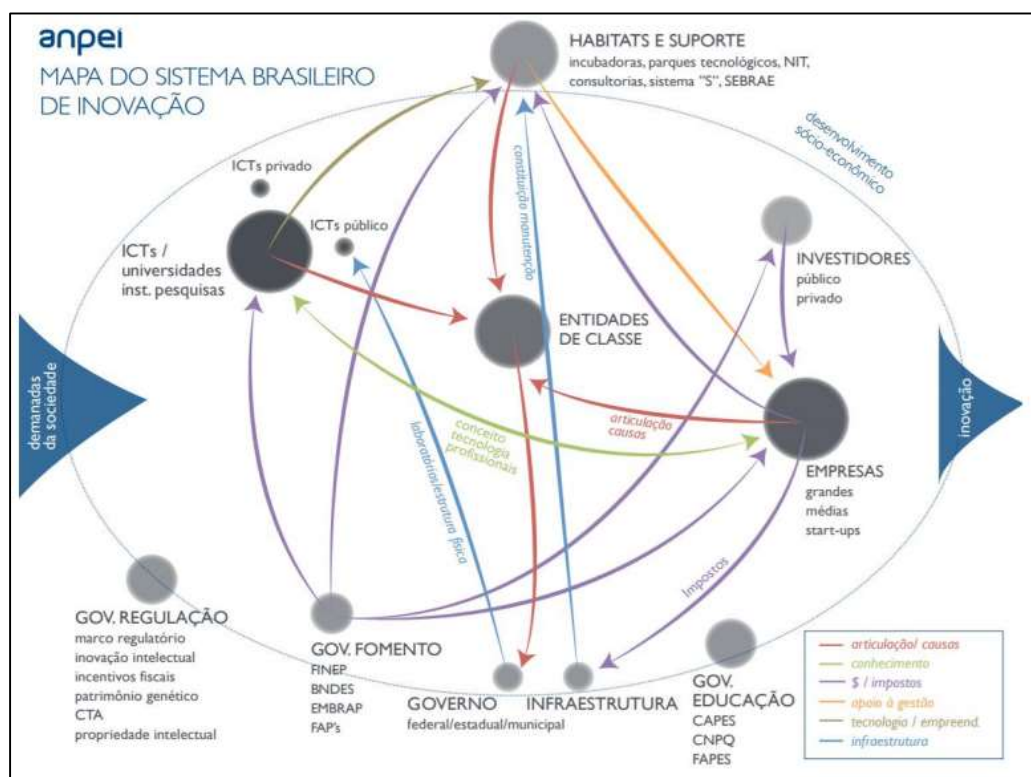 anpei
MAPA DO SISTEMA BRASILEIRO
DE INOVAÇÃO
HABITATS E SUPORTE
incubadoras, parques tecnológicos, NIT,
consultorias, sistema "S", SEBRAE
desenvolvimento
sócio-econômico
ICTs privado
ICTs público
ICTs /
universidades
inst. pesquisas
constituição manutenção
INVESTIDORES
público
privado
ENTIDADES
DE CLASSE
demanadas
da sociedade
inovação
conceito
tecnologia
profissionais
articulação
causas
laboratórios/estrutura física
EMPRESAS
grandes
médias
start-ups
Impostos
GOV. REGULAÇÃO
marco regulatório
inovação intelectual
incentivos fiscais
patrimônio genético
CTA
propriedade intelectual
GOV. FOMENTO
FINEP
BNDES
EMBRAP
FAP's
GOVERNO
federal/estadual/municipal
INFRAESTRUTURA
GOV.
EDUCAÇÃO
CAPES
CNPQ
FAPES
articulação/ causas
conhecimento
$ / impostos
apoio à gestão
tecnologia / empreend.
infraestrutura